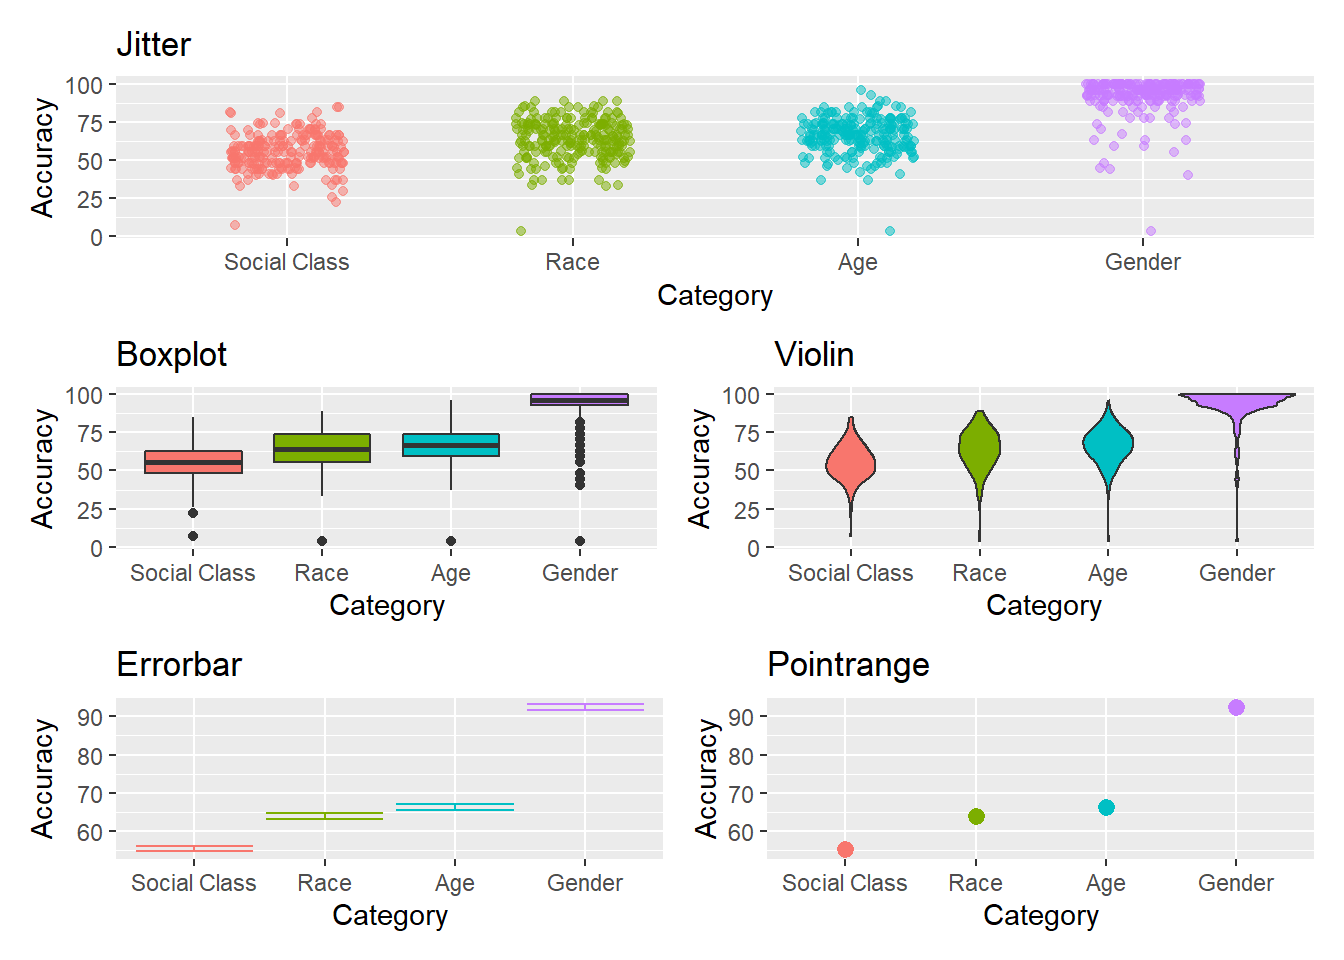 Jitter
Accuracy
100
75
50
25
0
Social Class Race Age Gender
Category
Boxplot
Accuracy
100
75
50
25
0
Social Class Race Age Gender
Category
Violin
Accuracy
100
75
50
25
0
Social Class Race Age Gender
Category
Errorbar
Accuracy
90
80
70
60
Social Class Race Age Gender
Category
Pointrange
Accuracy
90
80
70
60
Social Class Race Age Gender
Category